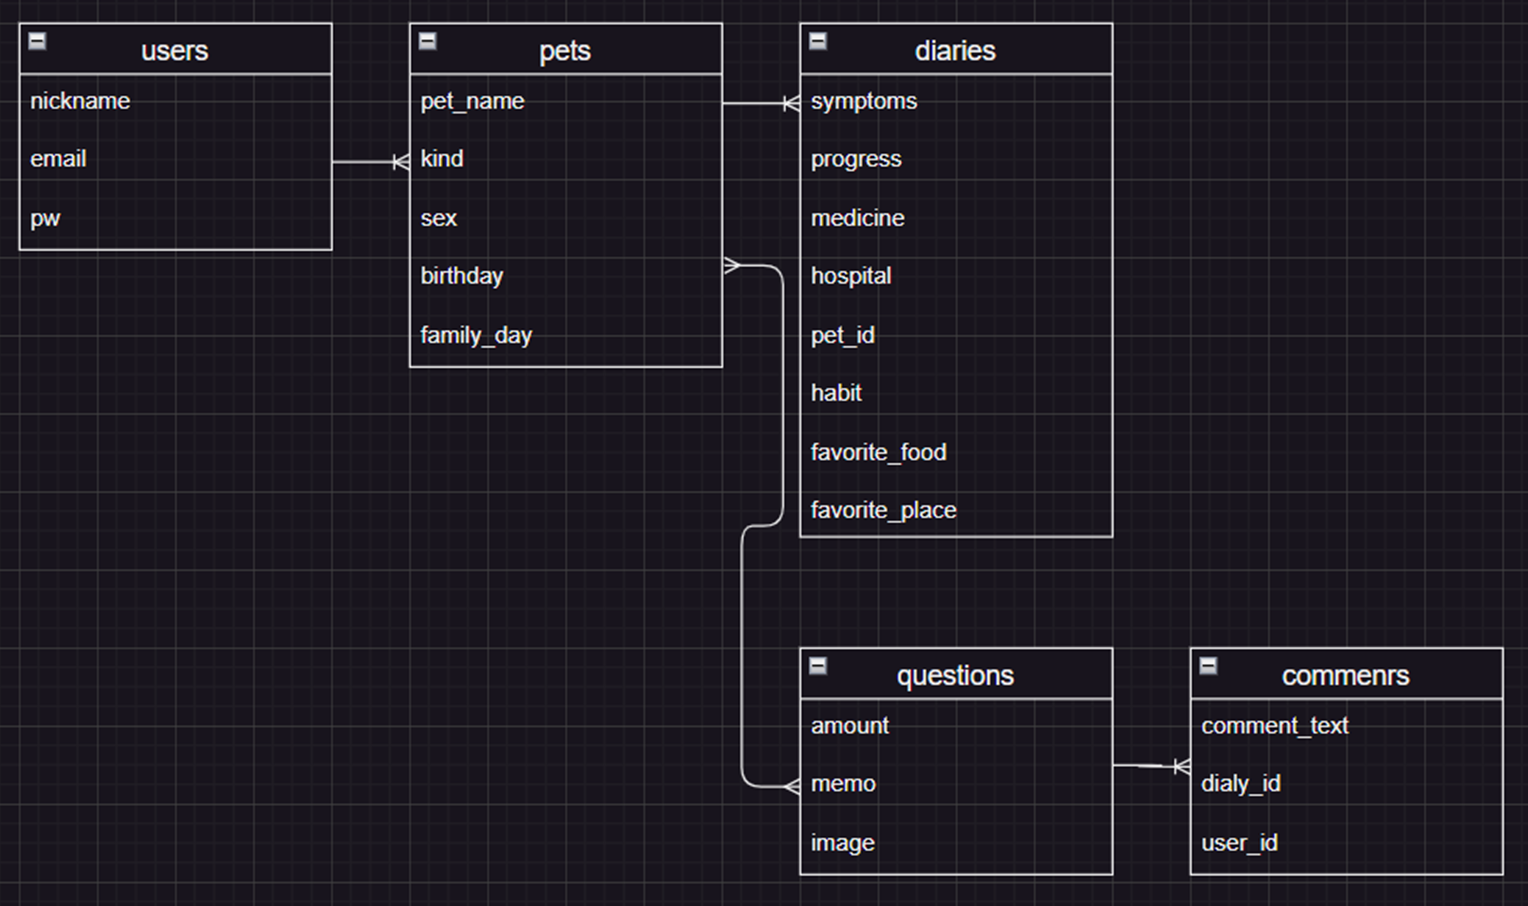 users
nickname
email
pw
pets
pet_name
kind
sex
birthday
family_day
diaries
symptoms
progress
medicine
hospital
pet_id
habit
favorite_food
favorite_place
questions
amount
memo
image
commenrs
comment_text
dialy_id
user_id